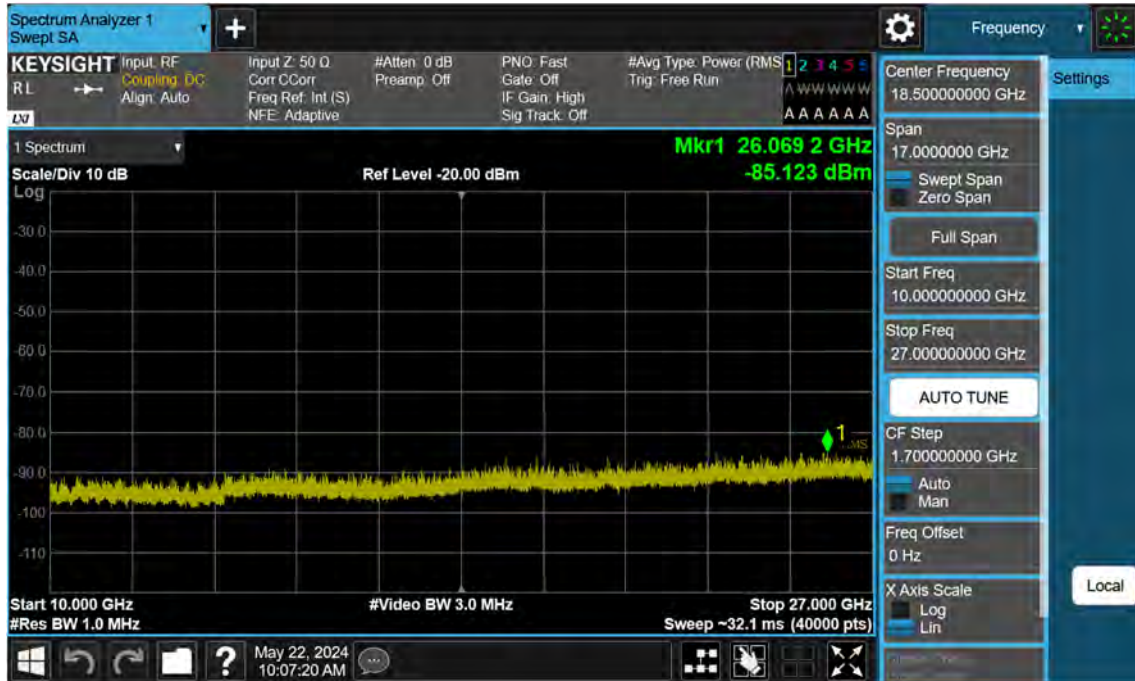 Spectrum Analyzer 1
Swept SA
+
Frequency
KEYSIGHT
RL
LXI
Input: RF
Coupling: DC
Align: Auto
Input Z: 50 Ω
Corr CCorr
Freq Ref: Int (S)
NFE: Adaptive
#Atten: 0 dB
Preamp: Off
PNO: Fast
Gate: Off
IF Gain: High
Sig Track: Off
#Avg Type: Power (RMS
Trig: Free Run
1 2 3 4 5 6
A W W W W W
A A A A A A
1 Spectrum
Mkr1 26.069 2 GHz
-85.123 dBm
Scale/Div 10 dB
Ref Level -20.00 dBm
Log
-30.0
-40.0
-50.0
-60.0
-70.0
-80.0
-90.0
-100
-110
1
Start 10.000 GHz
#Video BW 3.0 MHz
Stop 27.000 GHz
#Res BW 1.0 MHz
Sweep ~32.1 ms (40000 pts)
?
May 22, 2024
10:07:20 AM
Center Frequency
18.500000000 GHz
Span
17.0000000 GHz
Swept Span
Zero Span
Full Span
Start Freq
10.000000000 GHz
Stop Freq
27.000000000 GHz
AUTO TUNE
CF Step
1.700000000 GHz
Auto
Man
Freq Offset
0 Hz
X Axis Scale
Log
Lin
Settings
Local